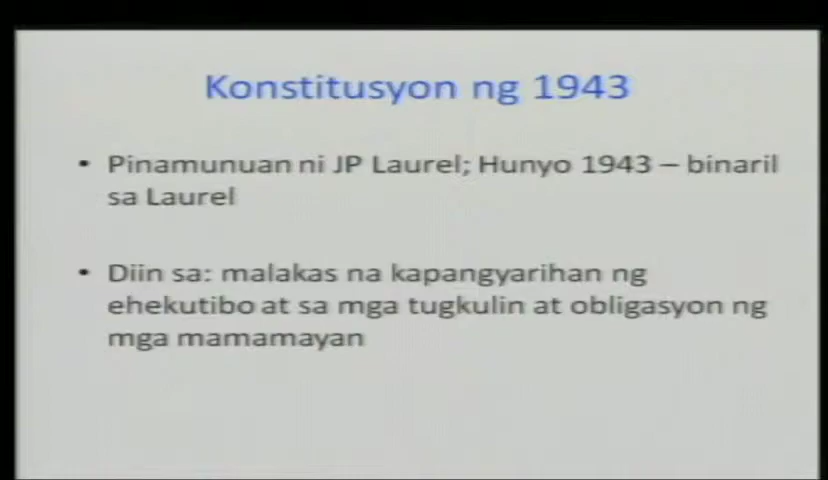 Konstitusyon ng 1943
• Pinamunuan ni JP Laurel; Hunyo 1943 – binaril
sa Laurel
• Diin sa: malakas na kapangyarihan ng
ehekutibo at sa mga tugkulin at obligasyon ng
mga mamamayan